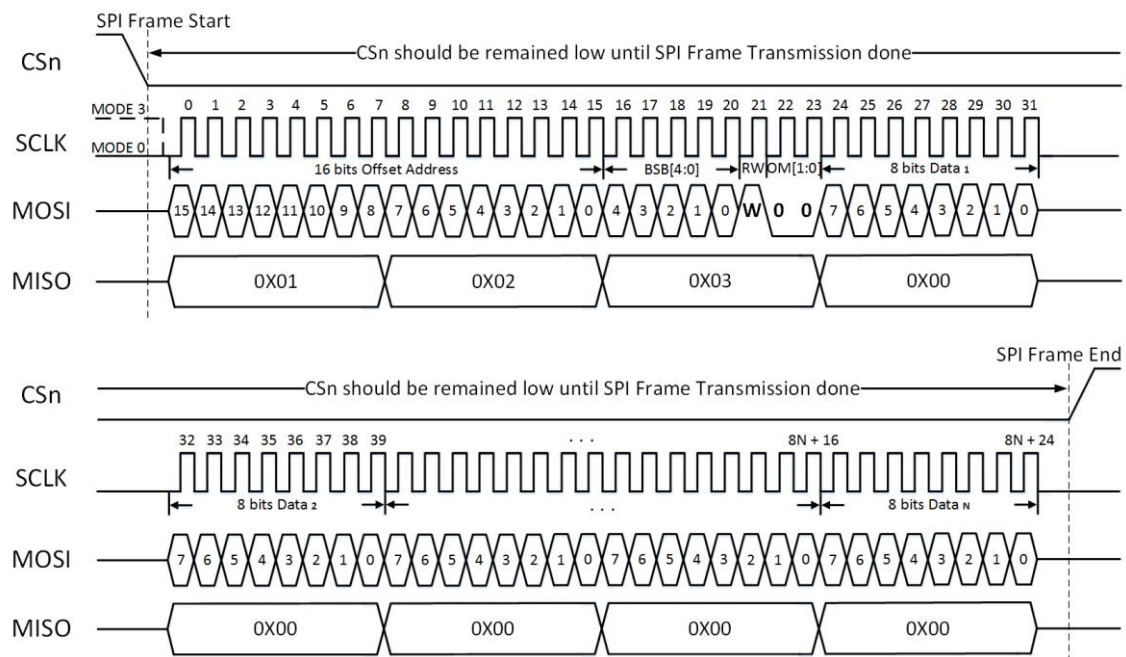 SPI Frame Start
CSn
CSn should be remained low until SPI Frame Transmission done
0 1 2 3 4 5 6 7 8 9 10 11 12 13 14 15 16 17 18 19 20 21 22 23 24 25 26 27 28 29 30 31
MODE 3
SCLK
MODE 0
16 bits Offset Address BSB[4:0] RW OM[1:0] 8 bits Data 1
MOSI 15 14 13 12 11 10 9 8 7 6 5 4 3 2 1 0 4 3 2 1 0 W 0 0 7 6 5 4 3 2 1 0
MISO 0X01 0X02 0X03 0X00
SPI Frame End
CSn
CSn should be remained low until SPI Frame Transmission done
32 33 34 35 36 37 38 39 ... 8N + 16 8N + 24
SCLK
8 bits Data 2 ... 8 bits Data N
MOSI 7 6 5 4 3 2 1 0 7 6 5 4 3 2 1 0 7 6 5 4 3 2 1 0 7 6 5 4 3 2 1 0
MISO 0X00 0X00 0X00 0X00